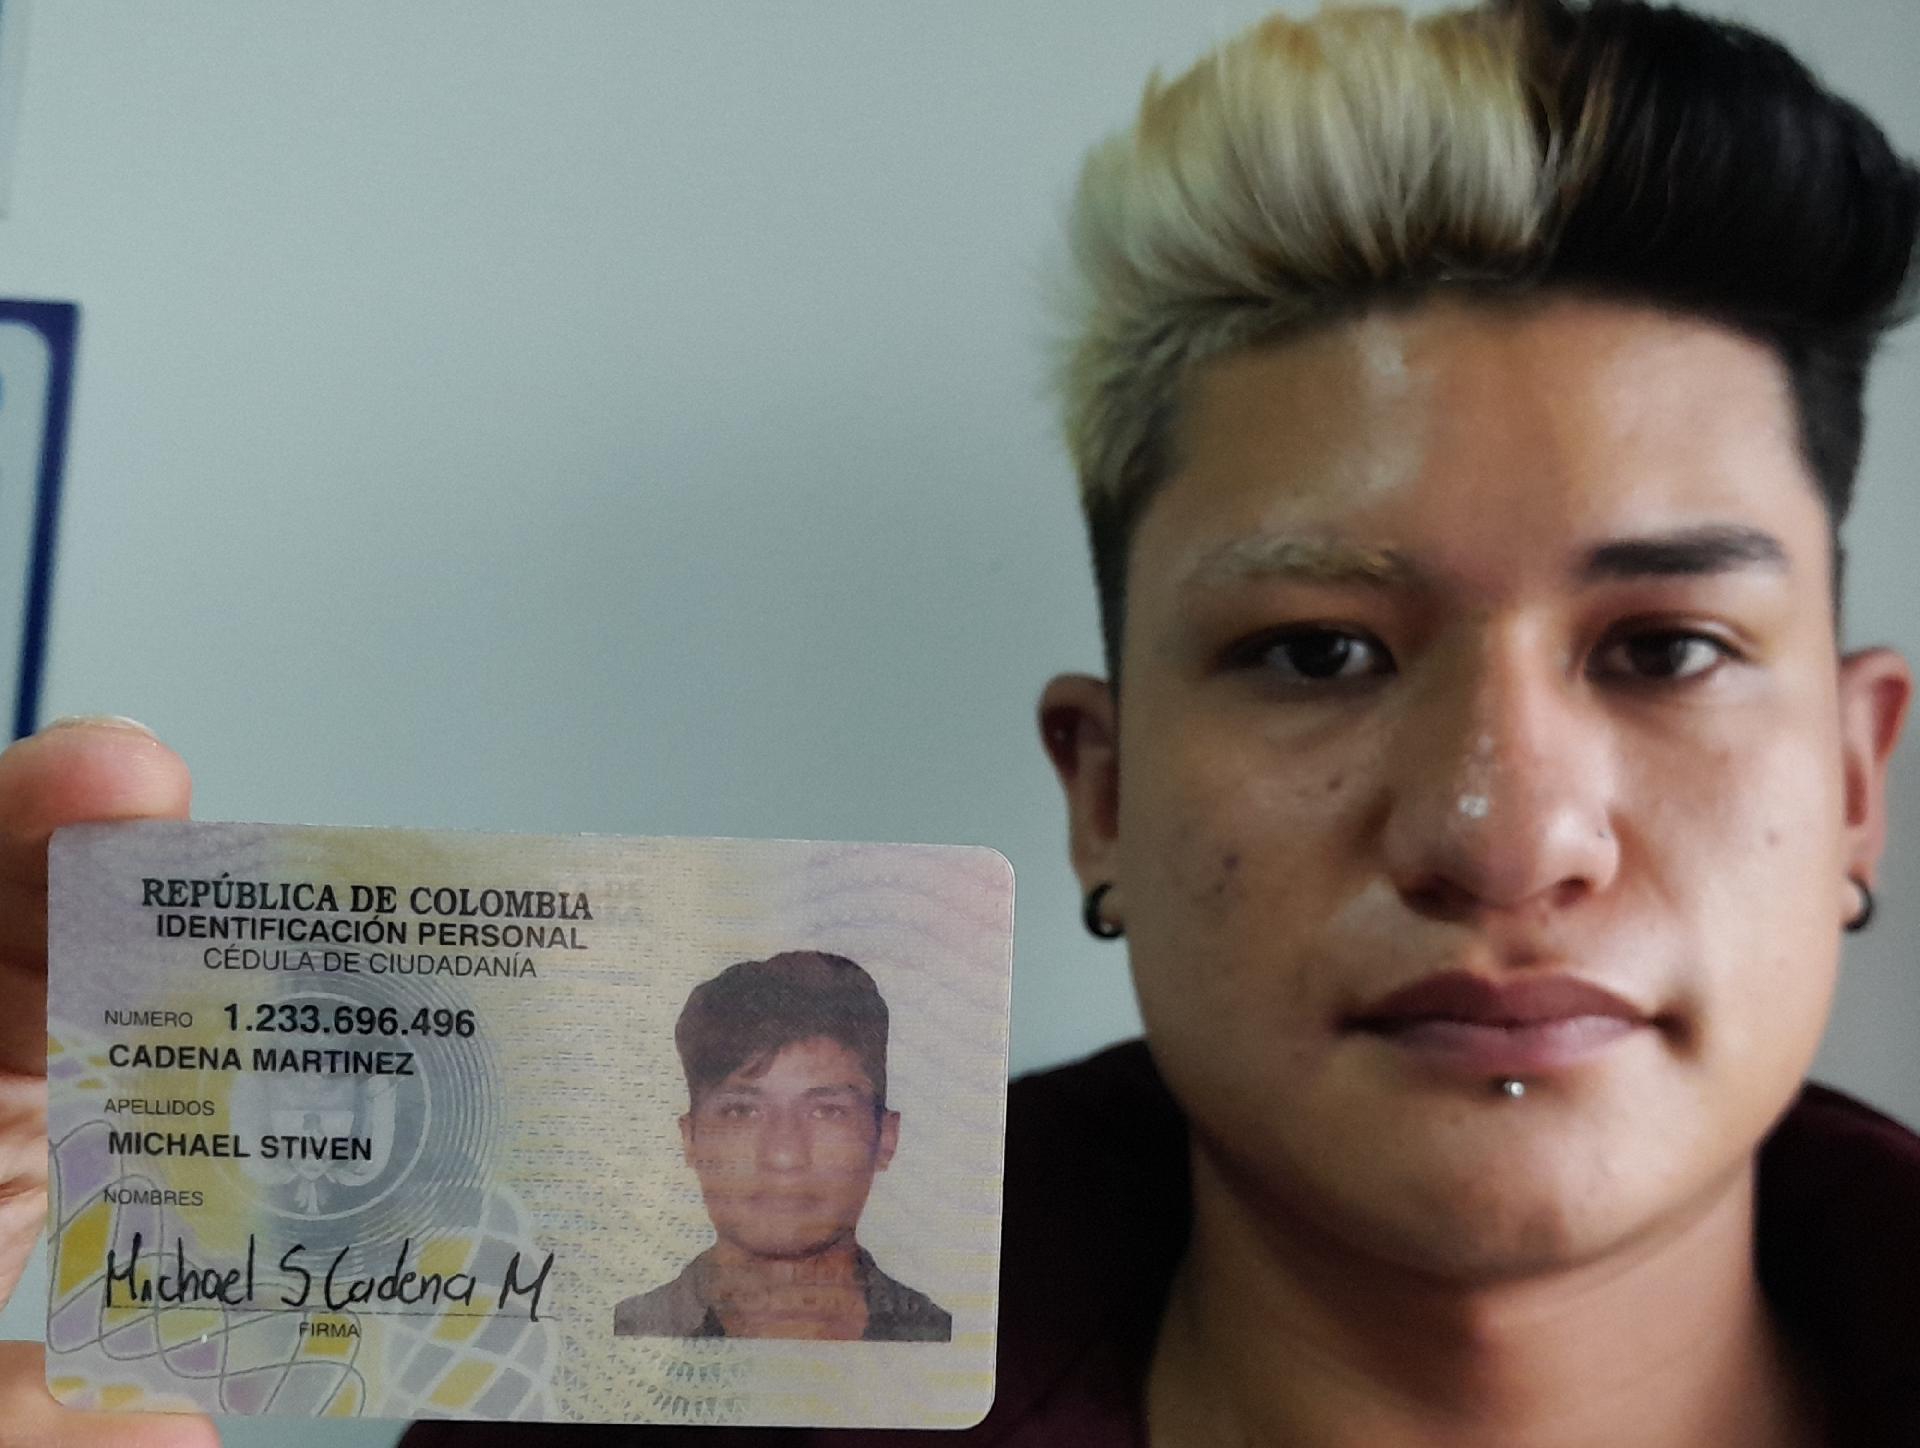 REPÚBLICA DE COLOMBIA
IDENTIFICACIÓN PERSONAL
CÉDULA DE CIUDADANÍA
NUMERO 1.233.696.496
CADENA MARTINEZ
APELLIDOS
MICHAEL STIVEN
NOMBRES
Michael S Cadena M
FIRMA